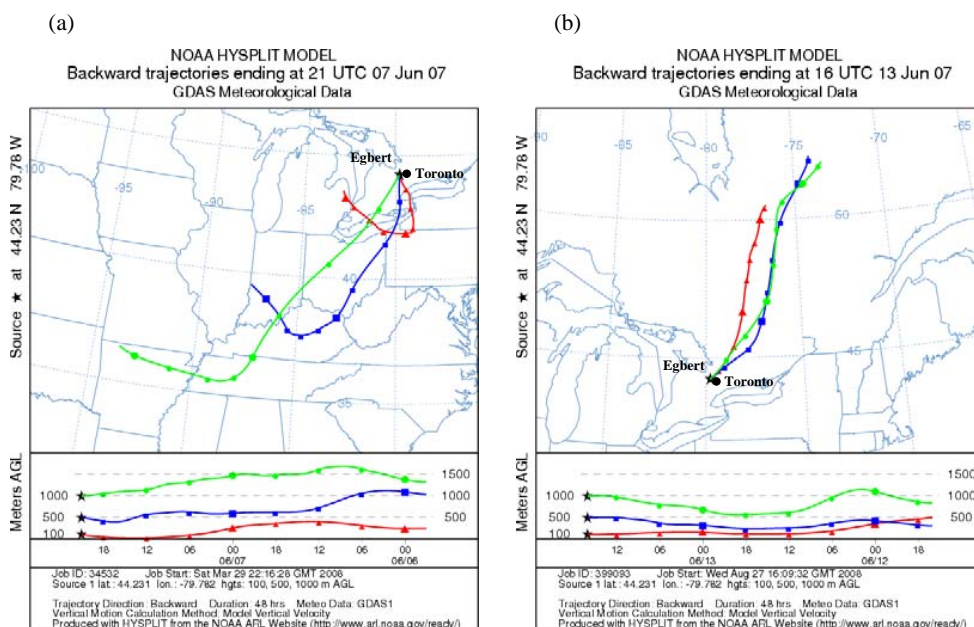 (a)
NOAA HYSPLIT MODEL
Backward trajectories ending at 21 UTC 07 Jun 07
GDAS Meteorological Data
Source ★ at 44.23 N 79.78 W
-100
-95
-90
-85
40
35
Egbert
Toronto
Meters AGL
1500
1000
1000
500
500
100
18 12 06 00 18 12 06 00
06/07 06/06
Job ID: 34532 Job Start: Sat Mar 29 22:16:28 GMT 2008
Source 1 lat.: 44.231 lon.: -79.782 hgts: 100, 500, 1000 m AGL
Trajectory Direction: Backward Duration: 48 hrs Meteo Data: GDAS1
Vertical Motion Calculation Method: Model Vertical Velocity
Produced with HYSPLIT from the NOAA ARL Website (http://www.arl.noaa.gov/ready/)
(b)
NOAA HYSPLIT MODEL
Backward trajectories ending at 16 UTC 13 Jun 07
GDAS Meteorological Data
Source ★ at 44.23 N 79.78 W
-85
-80
-75
-70
-65
50
45
Egbert
Toronto
Meters AGL
1500
1000
1000
500
500
100
12 06 00 18 12 06 00 18
06/13 06/12
Job ID: 399093 Job Start: Wed Aug 27 16:09:32 GMT 2008
Source 1 lat.: 44.231 lon.: -79.782 hgts: 100, 500, 1000 m AGL
Trajectory Direction: Backward Duration: 48 hrs Meteo Data: GDAS1
Vertical Motion Calculation Method: Model Vertical Velocity
Produced with HYSPLIT from the NOAA ARL Website (http://www.arl.noaa.gov/ready/)